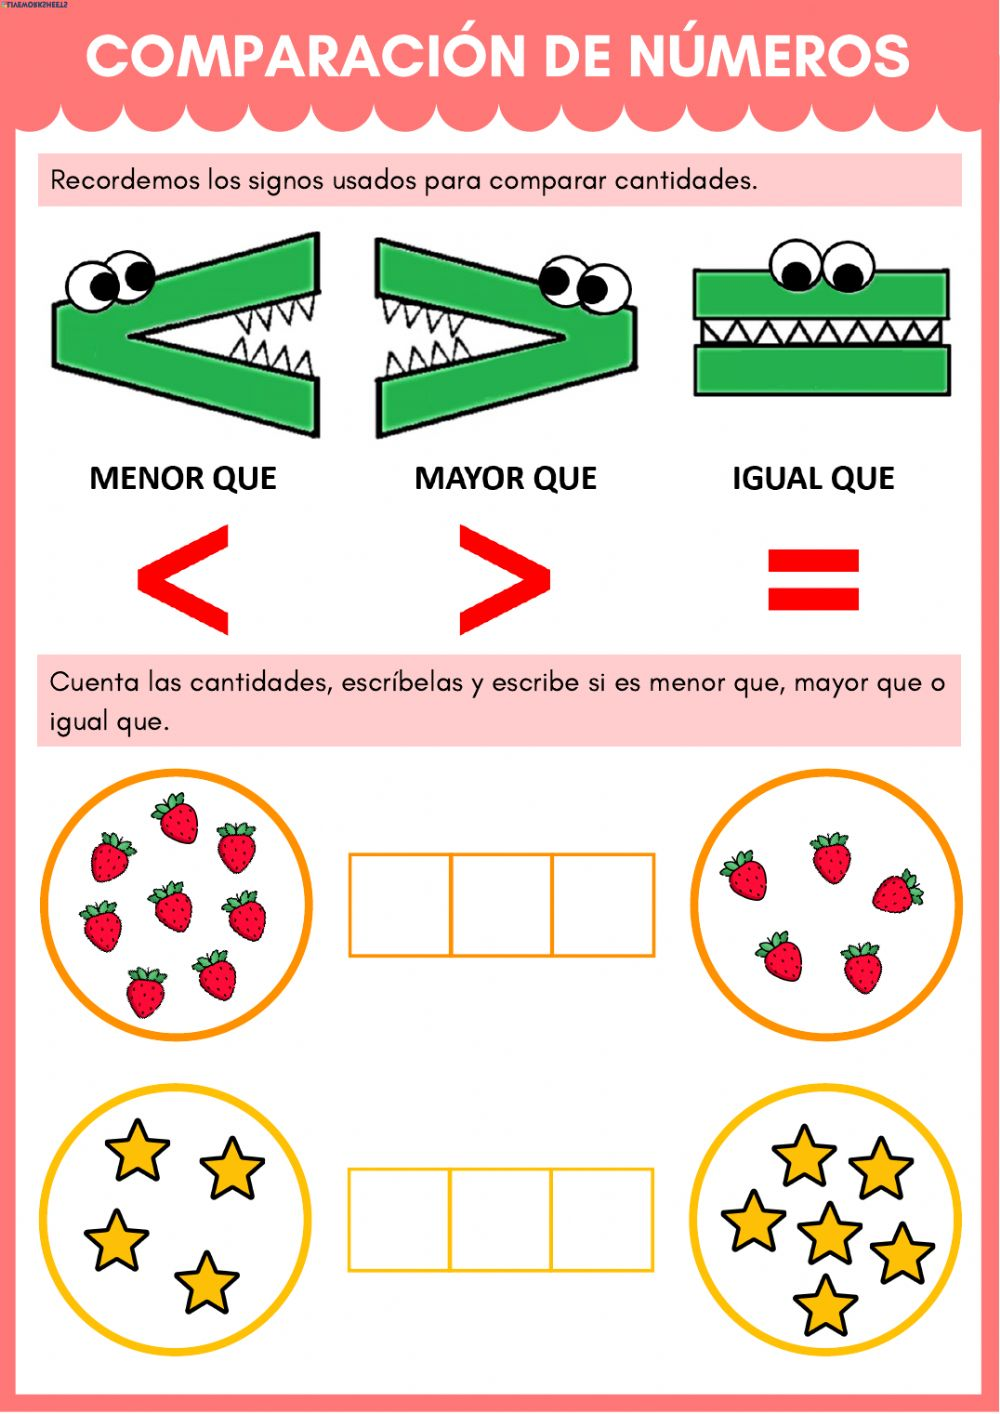 LIVEWORKSHEETS
COMPARACIÓN DE NÚMEROS
Recordemos los signos usados para comparar cantidades.
MENOR QUE
MAYOR QUE
IGUAL QUE
<
>
=
Cuenta las cantidades, escríbelas y escribe si es menor que, mayor que o
igual que.